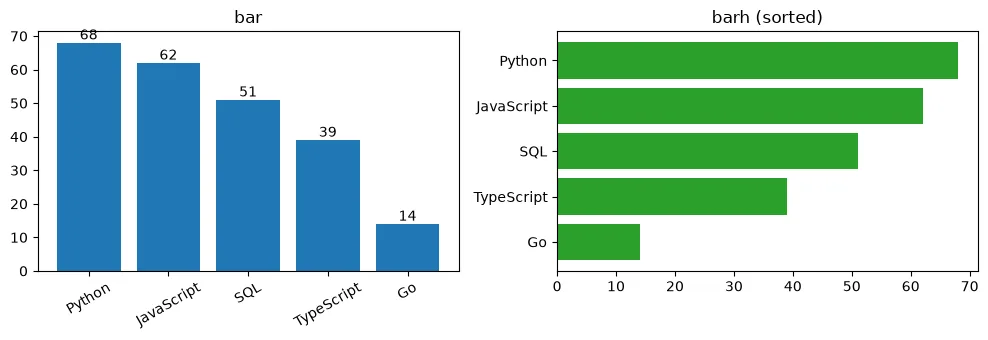 bar
70
60
50
40
30
20
10
0
68
62
51
39
14
Python
JavaScript
SQL
TypeScript
Go
barh (sorted)
Python
JavaScript
SQL
TypeScript
Go
0 10 20 30 40 50 60 70